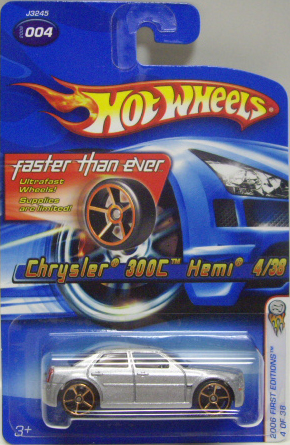 J3245
004
HOT WHEELS
faster than ever
Ultrafast
Wheels!
Supplies
are limited!
Chrysler® 300C™ Hemi® 4/38
2006 FIRST EDITIONS™
4 OF 38
3+